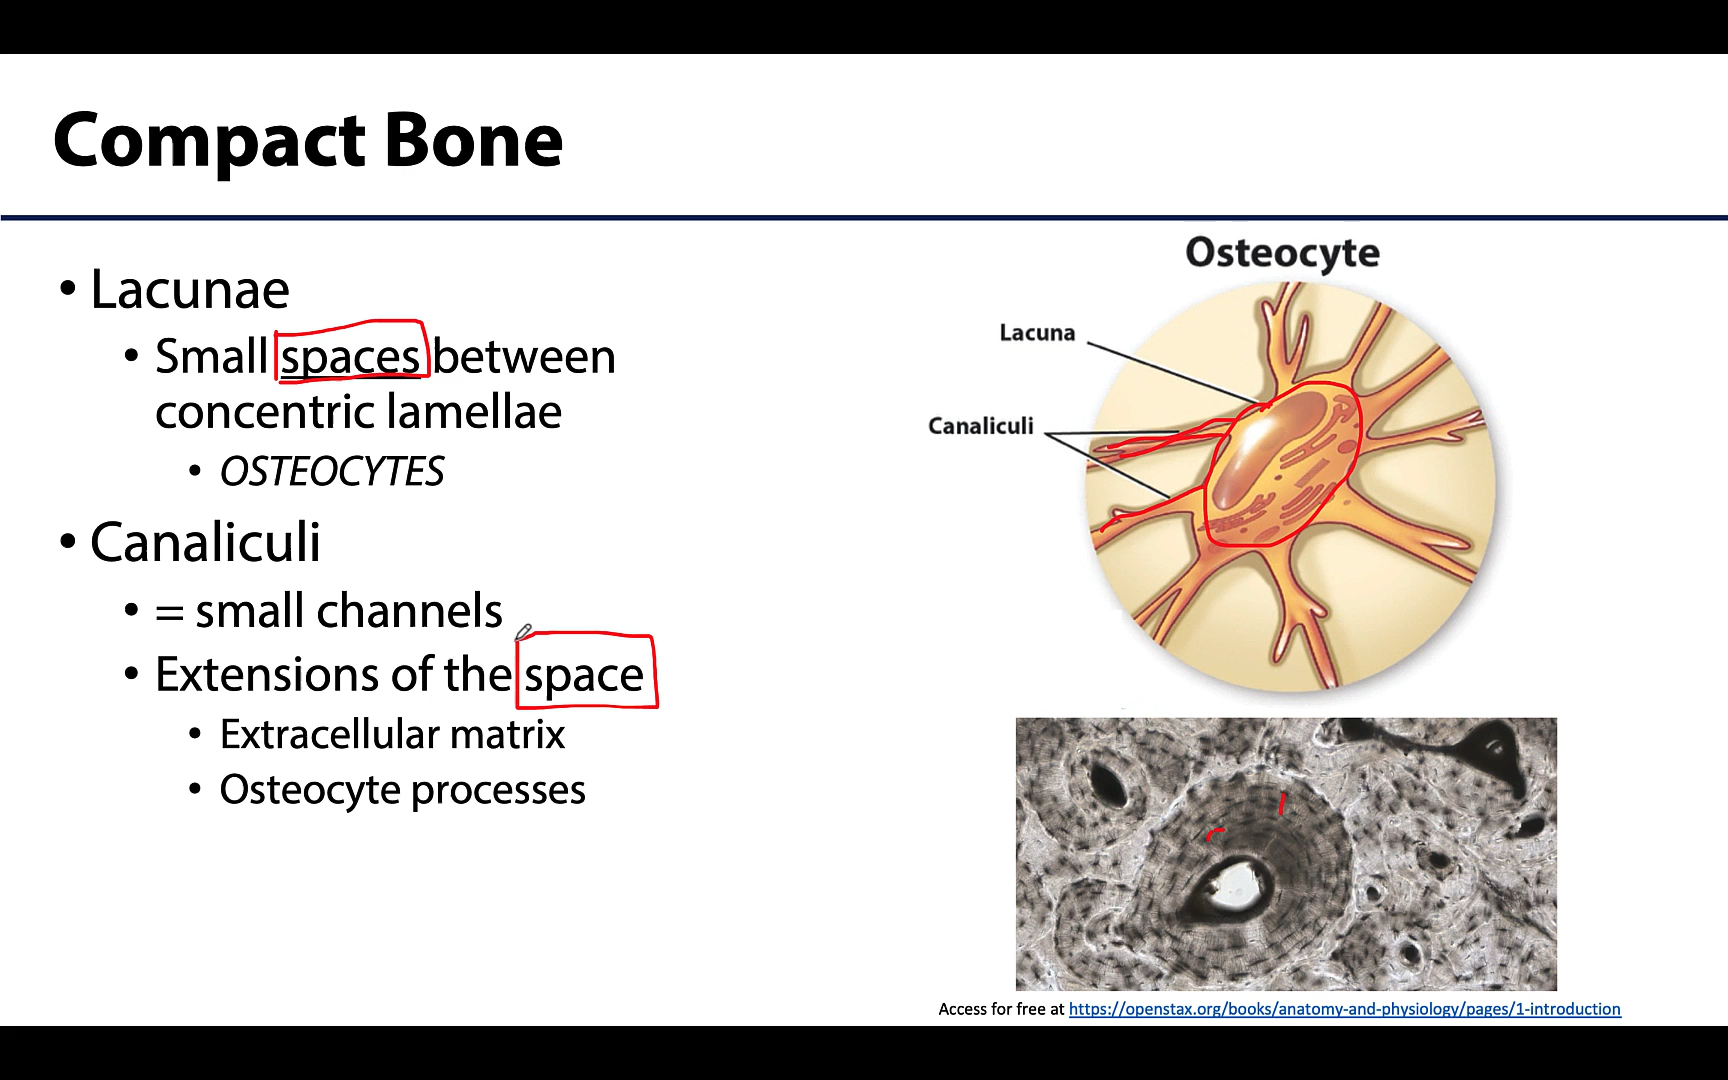 Compact Bone
• Lacunae
• Small spaces between
concentric lamellae
• OSTEOCYTES
• Canaliculi
• = small channels
• Extensions of the space
• Extracellular matrix
• Osteocyte processes
Osteocyte
Lacuna
Canaliculi
Access for free at https://openstax.org/books/anatomy-and-physiology/pages/1-introduction